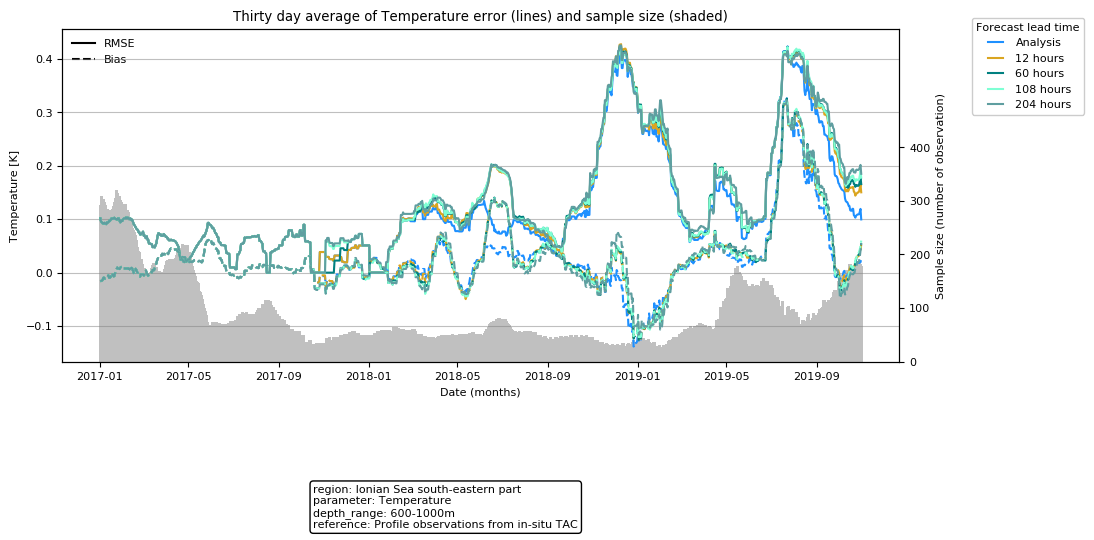 Thirty day average of Temperature error (lines) and sample size (shaded)
RMSE
Bias
Forecast lead time
Analysis
12 hours
60 hours
108 hours
204 hours
Temperature [K]
0.4
0.3
0.2
0.1
0.0
−0.1
Sample size (number of observation)
400
300
200
100
0
2017-01 2017-05 2017-09 2018-01 2018-05 2018-09 2019-01 2019-05 2019-09
Date (months)
region: Ionian Sea south-eastern part
parameter: Temperature
depth_range: 600-1000m
reference: Profile observations from in-situ TAC